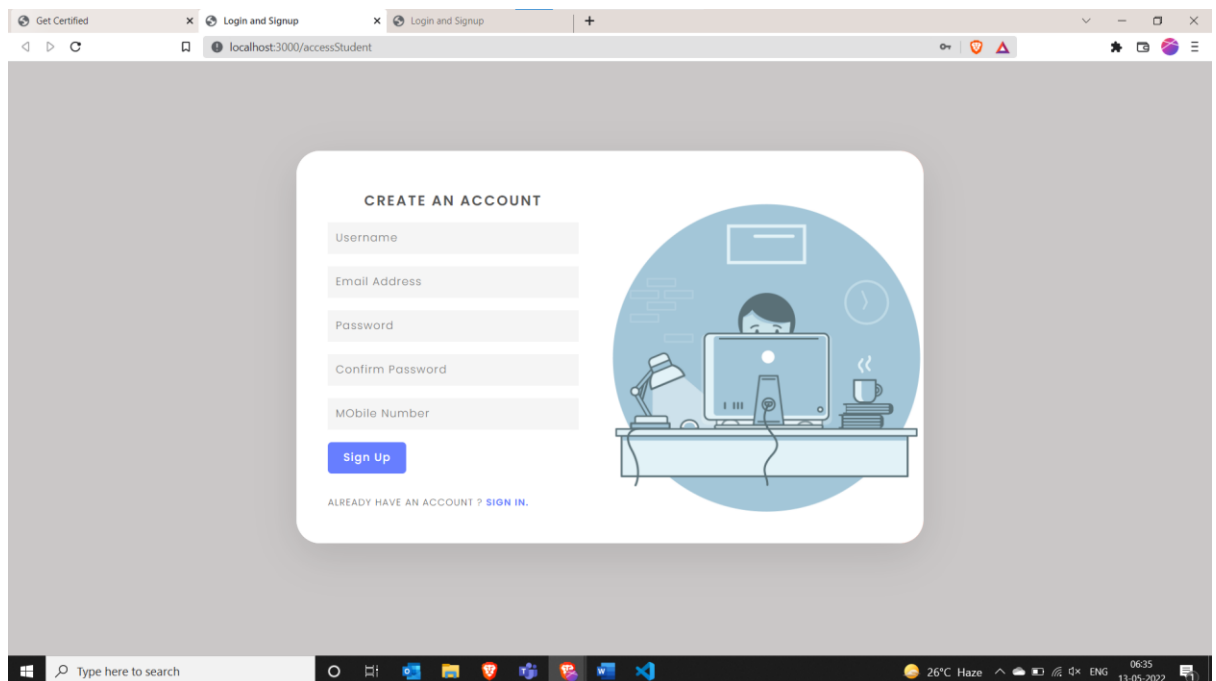 Get Certified
Login and Signup
Login and Signup
localhost:3000/accessStudent
CREATE AN ACCOUNT
Username
Email Address
Password
Confirm Password
MObile Number
Sign Up
ALREADY HAVE AN ACCOUNT ? SIGN IN.
Type here to search
26°C Haze
ENG
06:35
13-05-2022